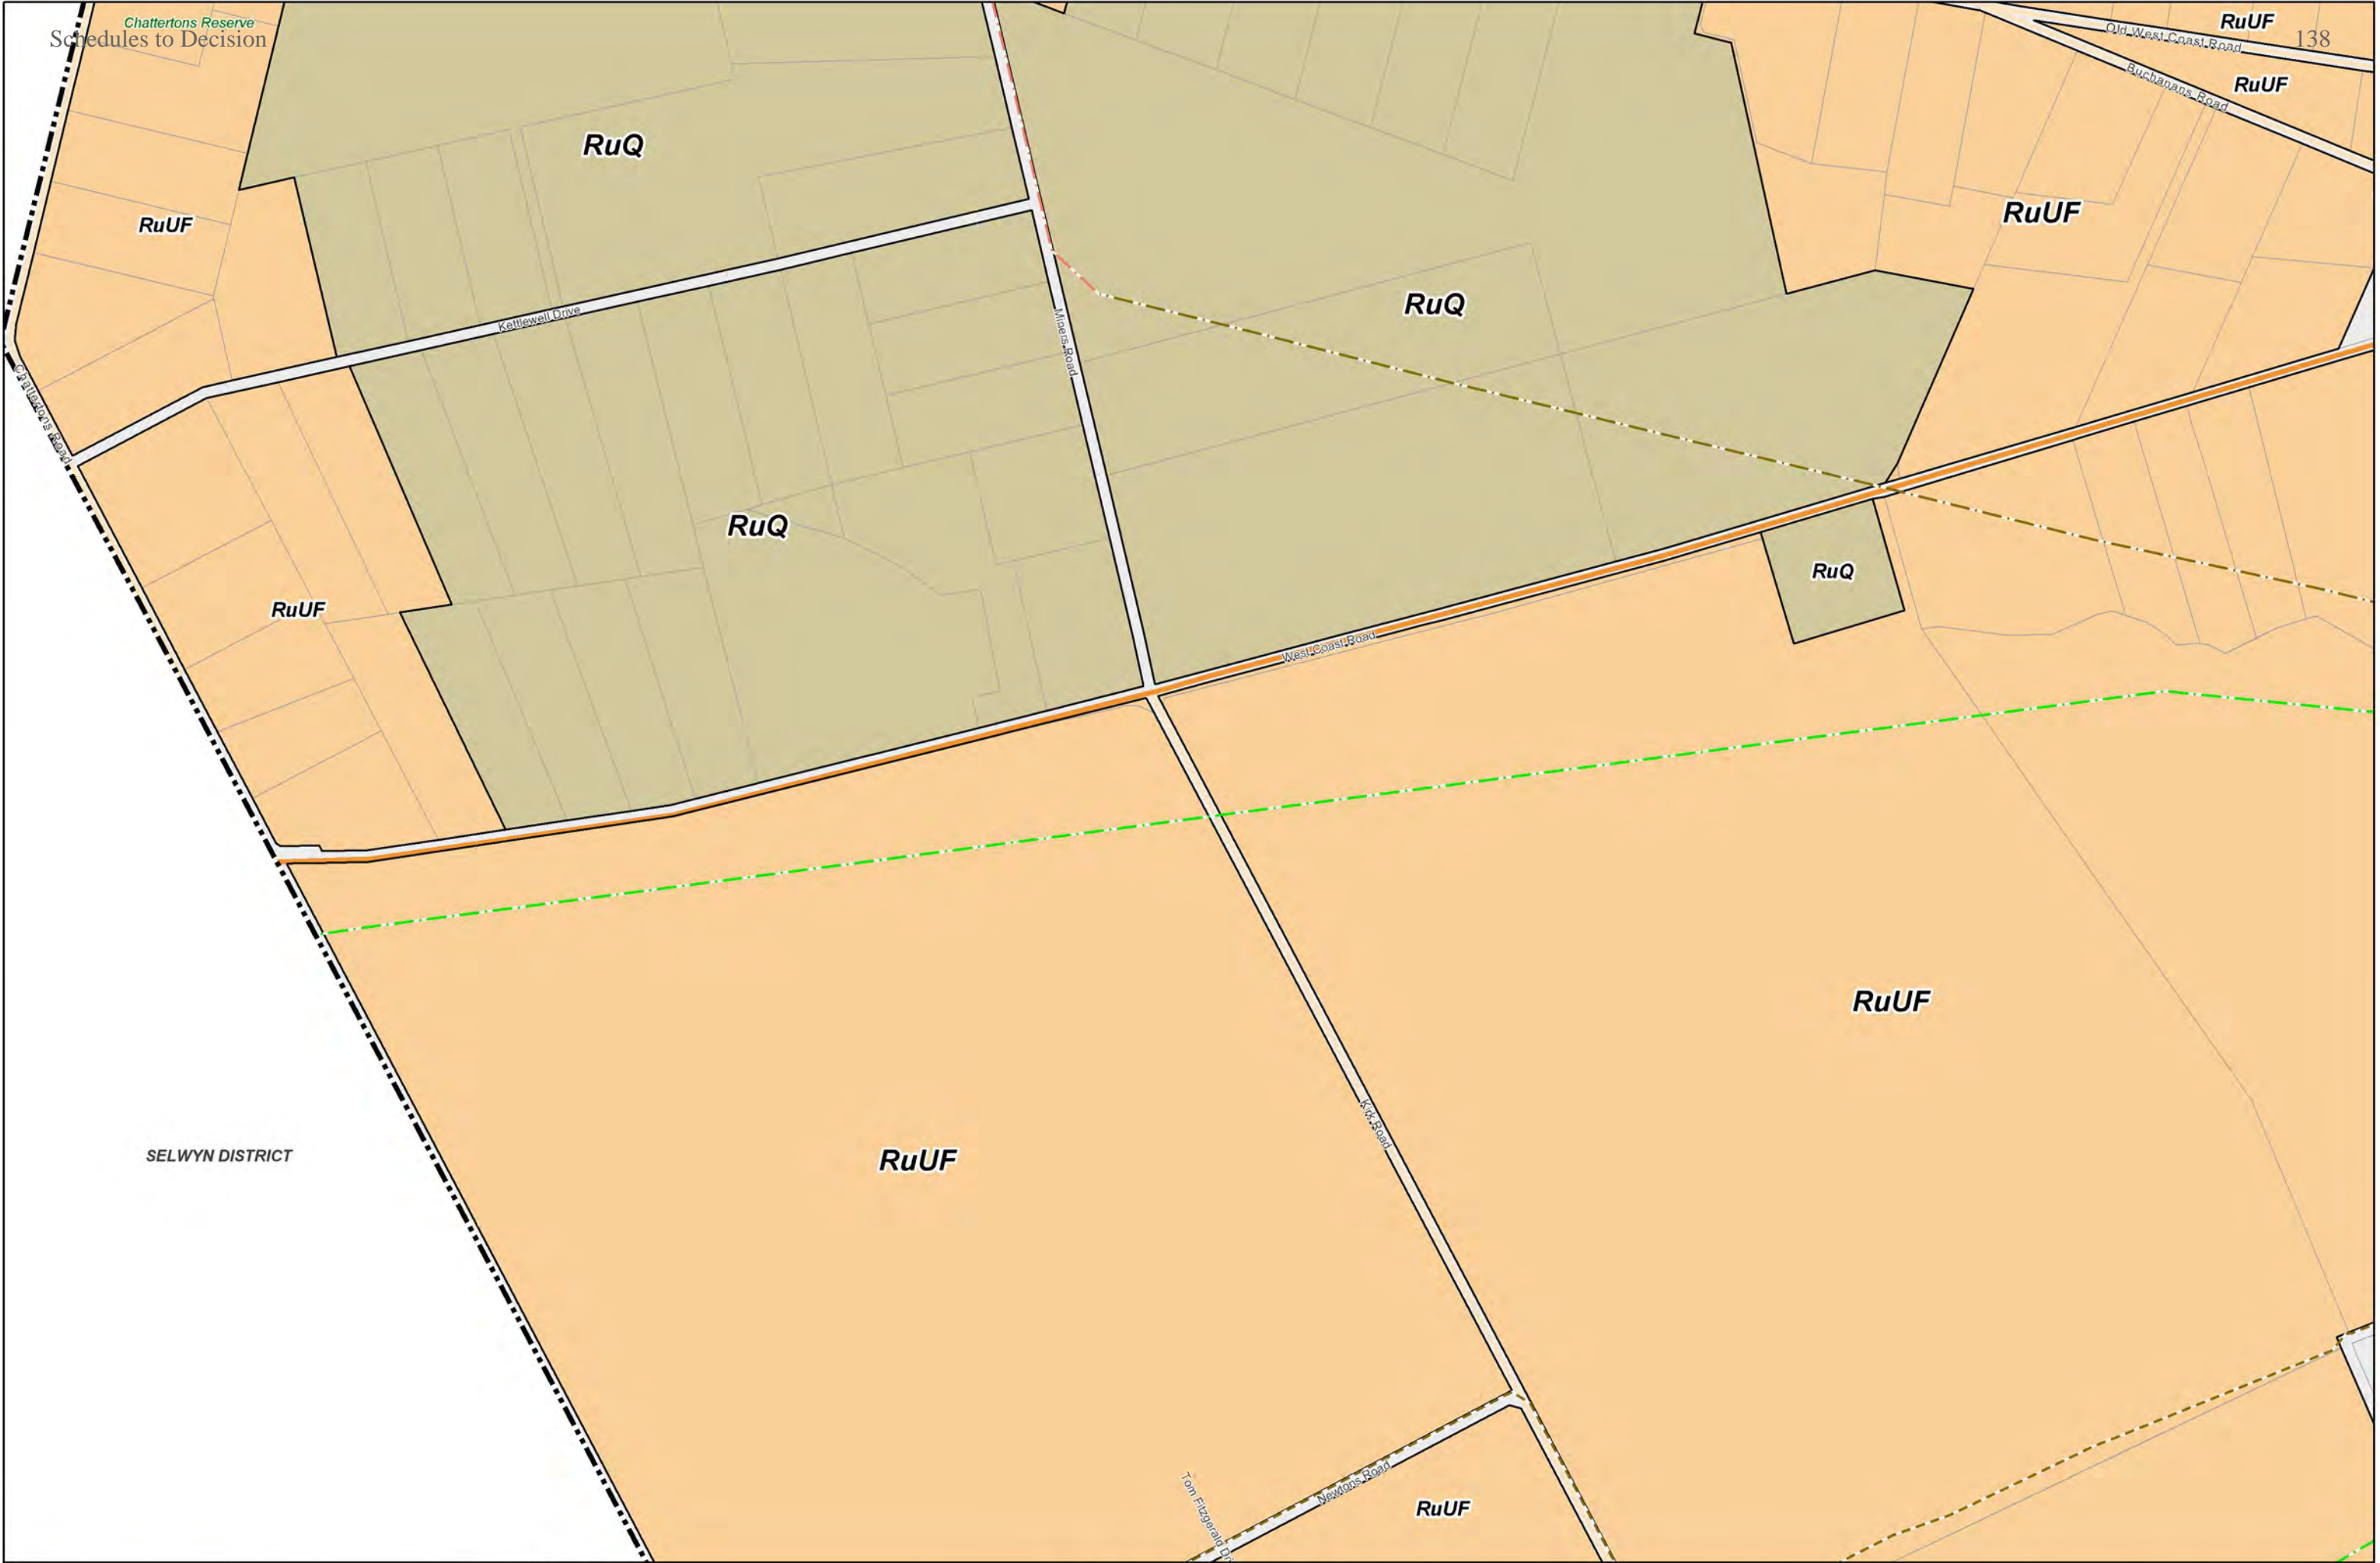 Chattertons Reserve
Schedules to Decision
138
RuUF
Old West Coast Road
Buchanans Road
RuUF
RuQ
RuUF
RuUF
RuQ
Kettlewell Drive
Miners Road
Chattertons Road
RuQ
RuQ
RuUF
West Coast Road
RuUF
Kirk Road
SELWYN DISTRICT
RuUF
Newtons Road
Tom Fitzgerald
RuUF